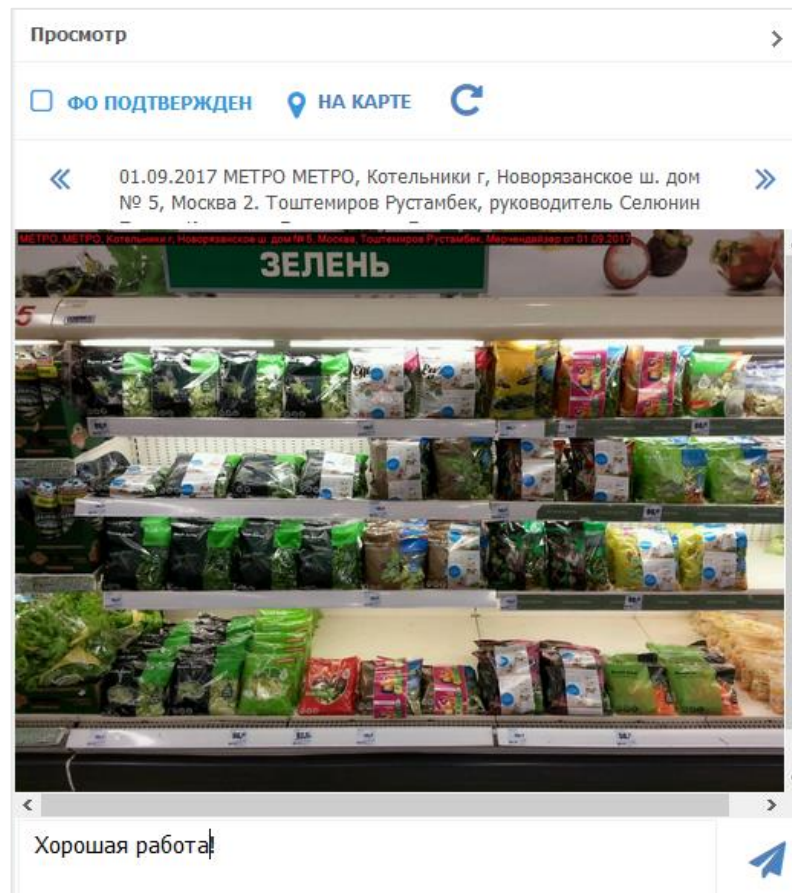 Просмотр
ФО ПОДТВЕРЖДЕН НА КАРТЕ
01.09.2017 МЕТРО МЕТРО, Котельники г, Новорязанское ш. дом
№ 5, Москва 2. Тоштемиров Рустамбек, руководитель Селюнин
МЕТРО, МЕТРО, Котельники г, Новорязанское ш. дом № 5, Москва, Тоштемиров Рустамбек, Мерчендайзер от 01.09.2017
ЗЕЛЕНЬ
Хорошая работа!